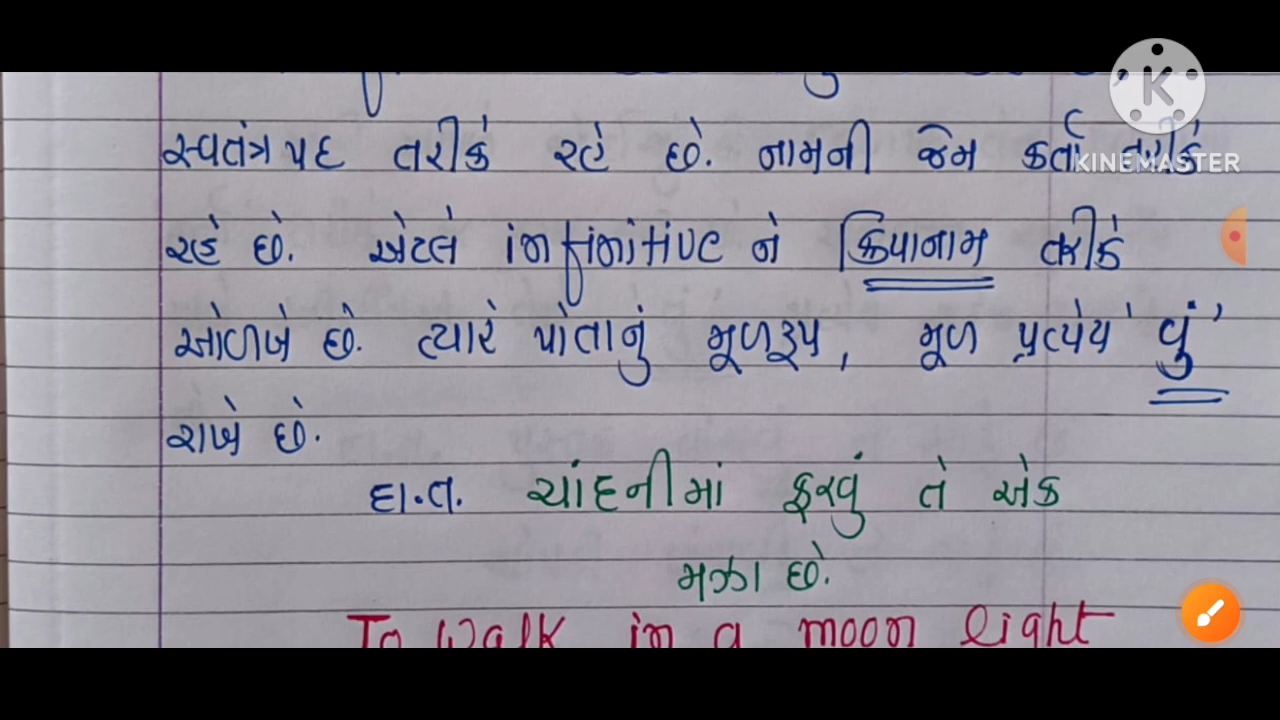 સ્વતંત્ર પદ તરીકે રહે છે. નામની જેમ કર્તા તરીકે
KINEMASTER
રહે છે. એટલે infinitive ને ક્રિયાનામ તરીકે
ઓળખે છે. ત્યારે પોતાનું મૂળરૂપ, મૂળ પ્રત્યય 'વું'
રાખે છે.
દા.ત. ચાંદનીમાં ફરવું તે એક
મઝા છે.
To walk in a moon light